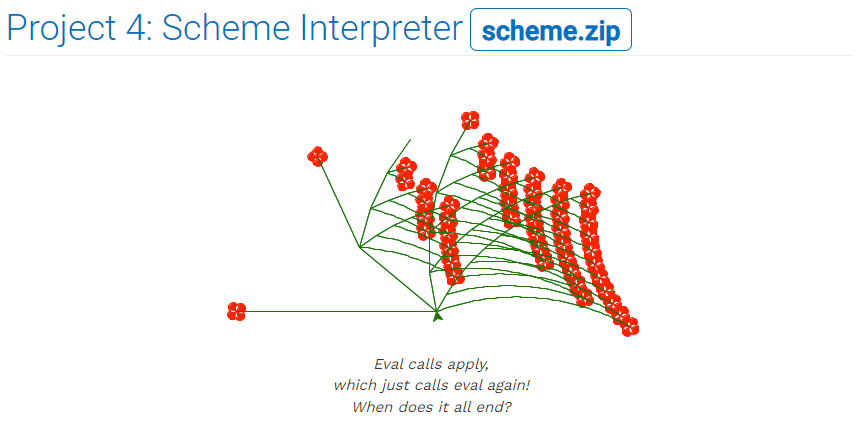 Project 4: Scheme Interpreter scheme.zip
Eval calls apply,
which just calls eval again!
When does it all end?